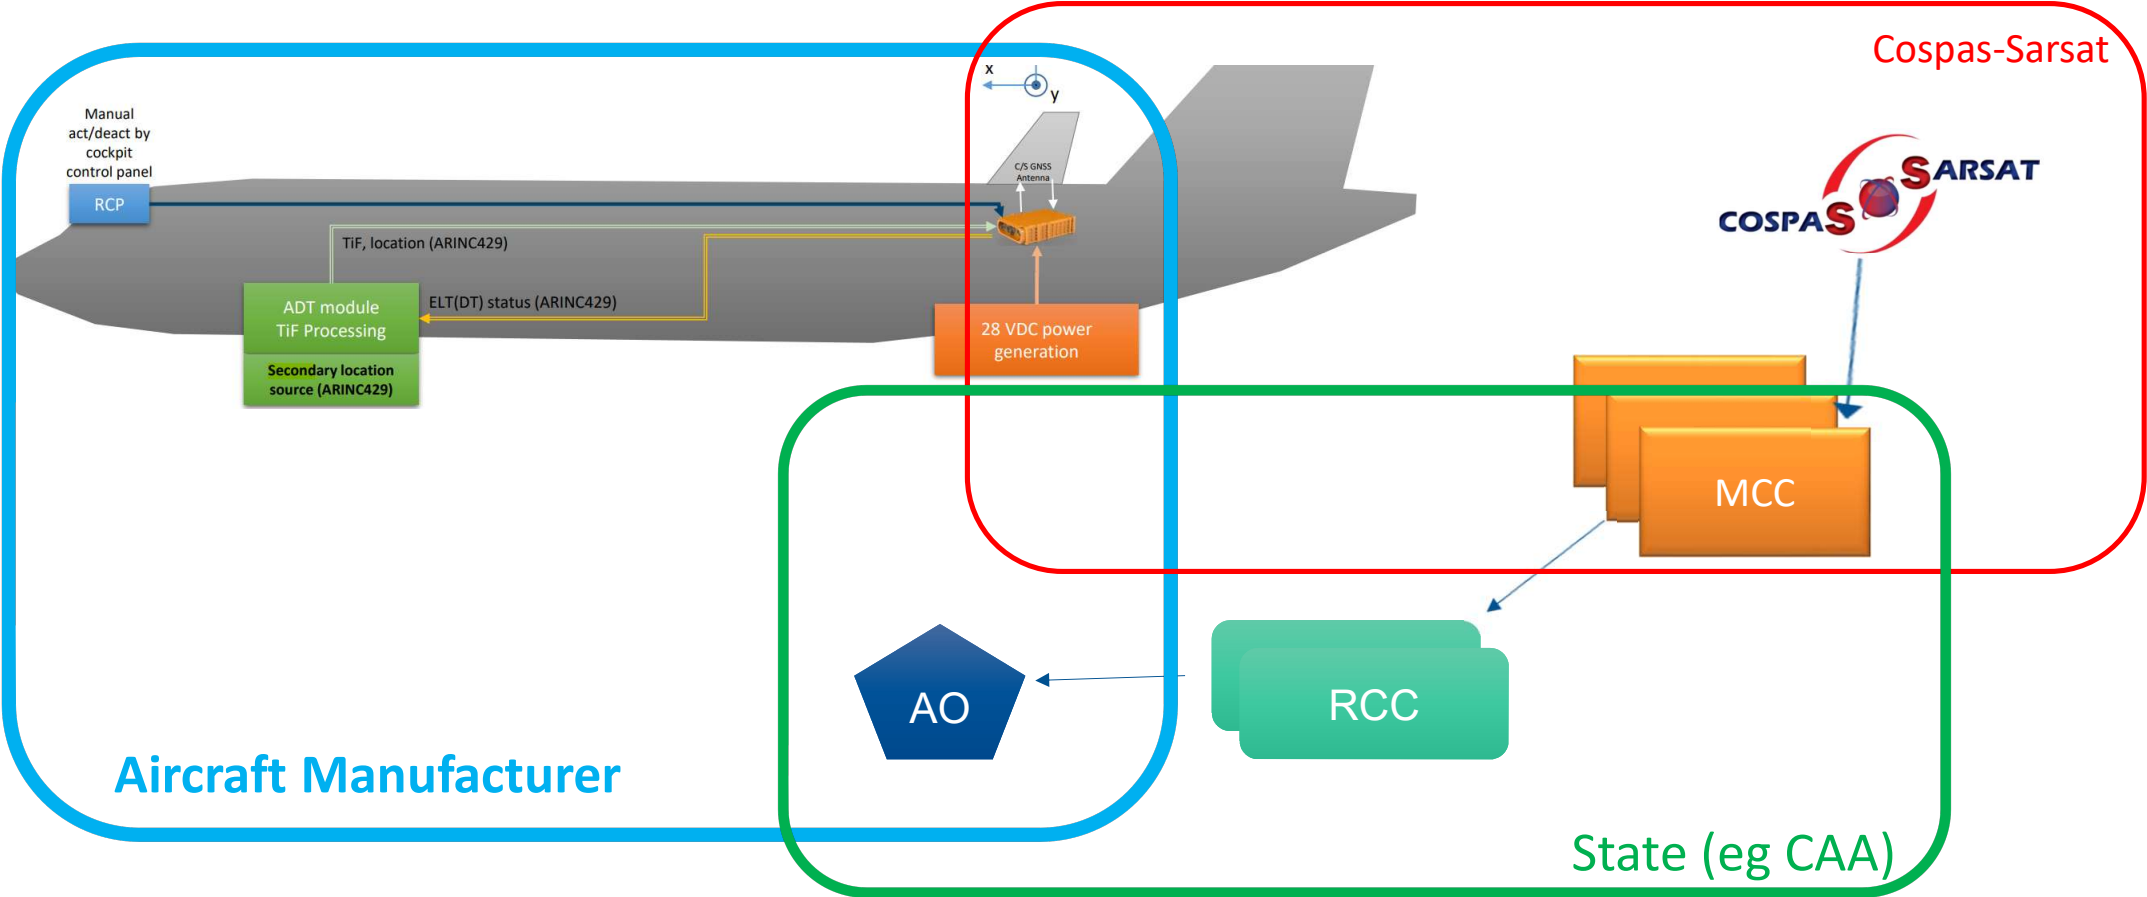 Cospas-Sarsat
x
y
Manual
act/deact by
cockpit
control panel
RCP
C/S GNSS
Antenna
SARSAT
COSPAS
TiF, location (ARINC429)
ELT(DT) status (ARINC429)
ADT module
TiF Processing
Secondary location
source (ARINC429)
28 VDC power
generation
MCC
AO
RCC
Aircraft Manufacturer
State (eg CAA)